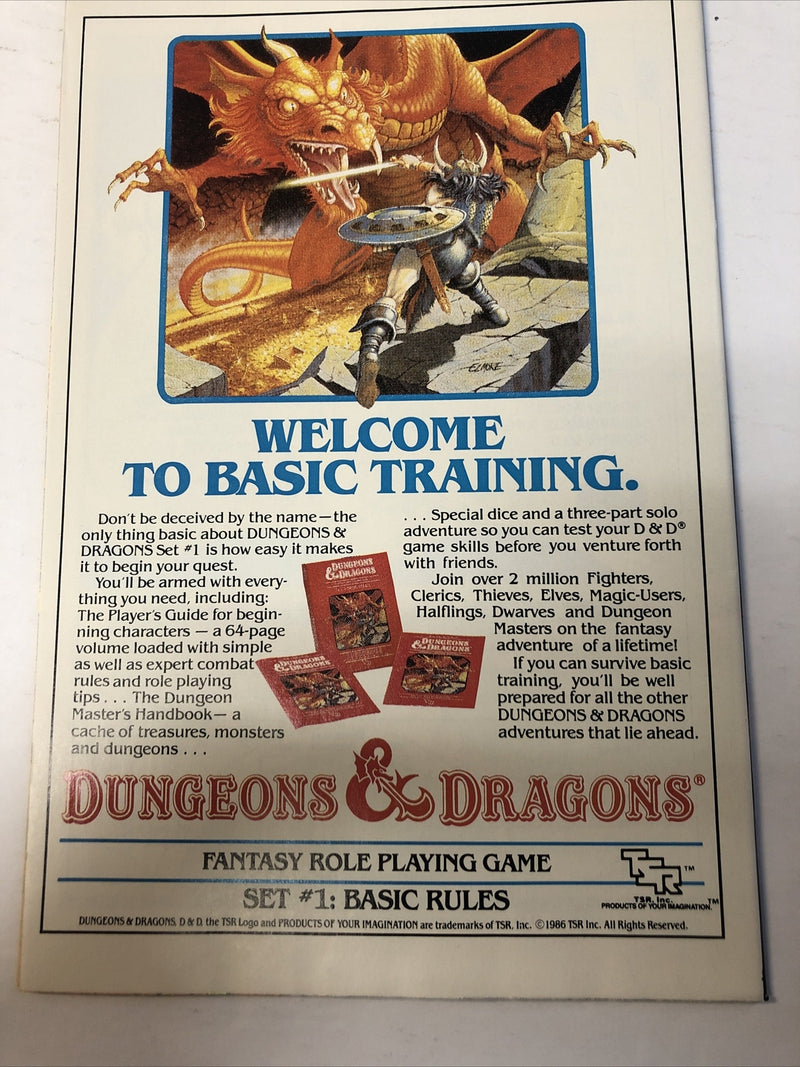 ELMORE
WELCOME
TO BASIC TRAINING.
Don't be deceived by the name—the
only thing basic about DUNGEONS &
DRAGONS Set #1 is how easy it makes
it to begin your quest.
You'll be armed with every-
thing you need, including:
The Player's Guide for begin-
ning characters — a 64-page
volume loaded with simple
as well as expert combat
rules and role playing
tips . . . The Dungeon
Master's Handbook— a
cache of treasures, monsters
and dungeons . . .
. . . Special dice and a three-part solo
adventure so you can test your D & D®
game skills before you venture forth
with friends.
Join over 2 million Fighters,
Clerics, Thieves, Elves, Magic-Users,
Halflings, Dwarves and Dungeon
Masters on the fantasy
adventure of a lifetime!
If you can survive basic
training, you'll be well
prepared for all the other
DUNGEONS & DRAGONS
adventures that lie ahead.
DUNGEONS
& DRAGONS
DUNGEONS
& DRAGONS
DUNGEONS
& DRAGONS
DUNGEONS & DRAGONS®
FANTASY ROLE PLAYING GAME
SET #1: BASIC RULES
TSR™
TSR, Inc.
PRODUCTS OF YOUR IMAGINATION.™
DUNGEONS & DRAGONS, D & D, the TSR Logo and PRODUCTS OF YOUR IMAGINATION are trademarks of TSR, Inc. ©1986 TSR Inc. All Rights Reserved.